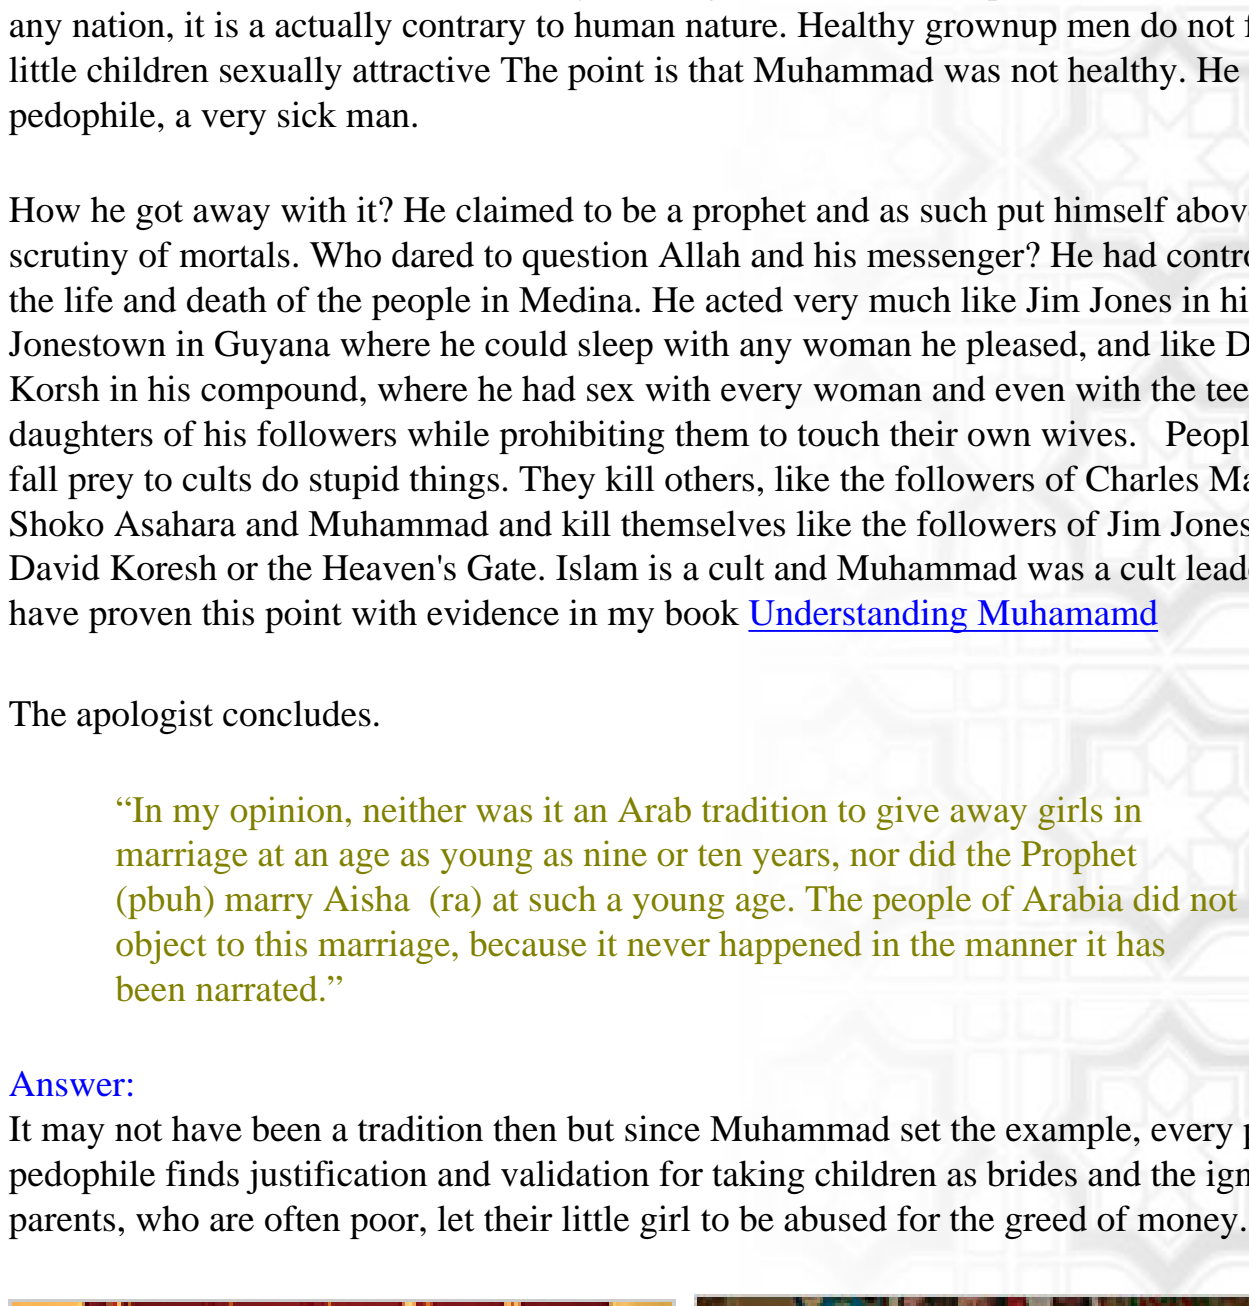 any nation, it is a actually contrary to human nature. Healthy grownup men do not
little children sexually attractive The point is that Muhammad was not healthy. He
pedophile, a very sick man.
How he got away with it? He claimed to be a prophet and as such put himself above
scrutiny of mortals. Who dared to question Allah and his messenger? He had
the life and death of the people in Medina. He acted very much like Jim Jones in
Jonestown in Guyana where he could sleep with any woman he pleased, and like
Korsh in his compound, where he had sex with every woman and even with the
daughters of his followers while prohibiting them to touch their own wives.
fall prey to cults do stupid things. They kill others, like the followers of Charles
Shoko Asahara and Muhammad and kill themselves like the followers of Jim Jones
David Koresh or the Heaven's Gate. Islam is a cult and Muhammad was a cult
have proven this point with evidence in my book Understanding Muhamamd
The apologist concludes.
“In my opinion, neither was it an Arab tradition to give away girls in
marriage at an age as young as nine or ten years, nor did the Prophet
(pbuh) marry Aisha (ra) at such a young age. The people of Arabia did not
object to this marriage, because it never happened in the manner it has
been narrated.”
Answer:
It may not have been a tradition then but since Muhammad set the example, every
pedophile finds justification and validation for taking children as brides and the
parents, who are often poor, let their little girl to be abused for the greed of money.